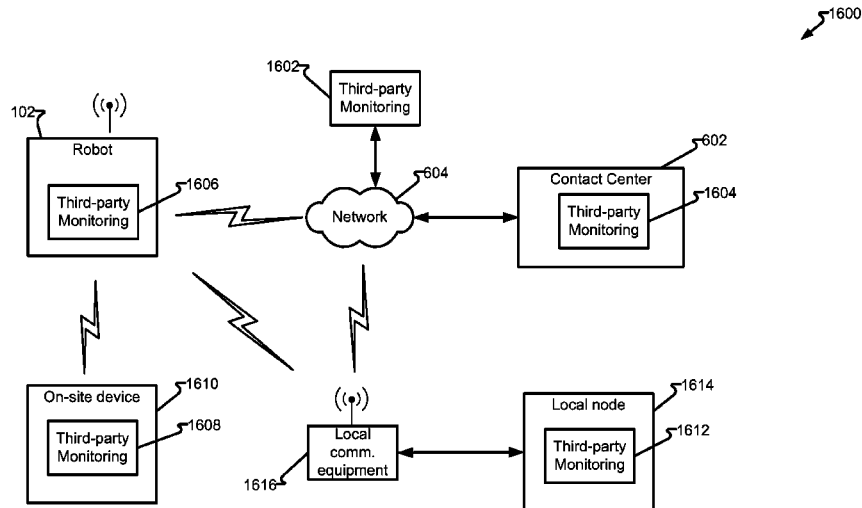 1600
1602
Third-party
Monitoring
102
Robot
1606
Third-party
Monitoring
604
Network
602
Contact Center
1604
Third-party
Monitoring
On-site device
1610
1608
Third-party
Monitoring
Local
comm.
equipment
1616
Local node
1614
1612
Third-party
Monitoring